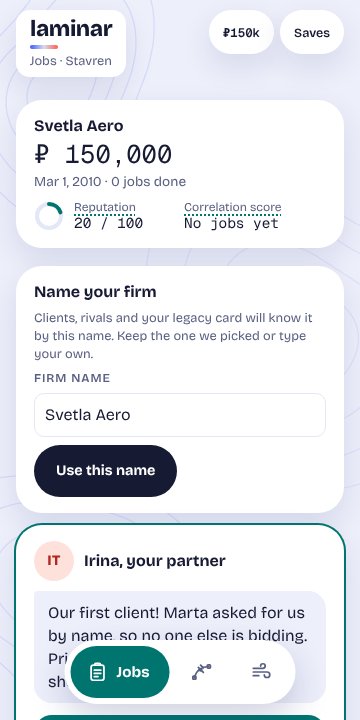 laminar
Jobs · Stavren
₽150k
Saves
Svetla Aero
₽ 150,000
Mar 1, 2010 · 0 jobs done
Reputation
20 / 100
Correlation score
No jobs yet
Name your firm
Clients, rivals and your legacy card will know it
by this name. Keep the one we picked or type
your own.
FIRM NAME
Svetla Aero
Use this name
IT
Irina, your partner
Our first client! Marta asked for us
by name, so no one else is bidding.
Jobs